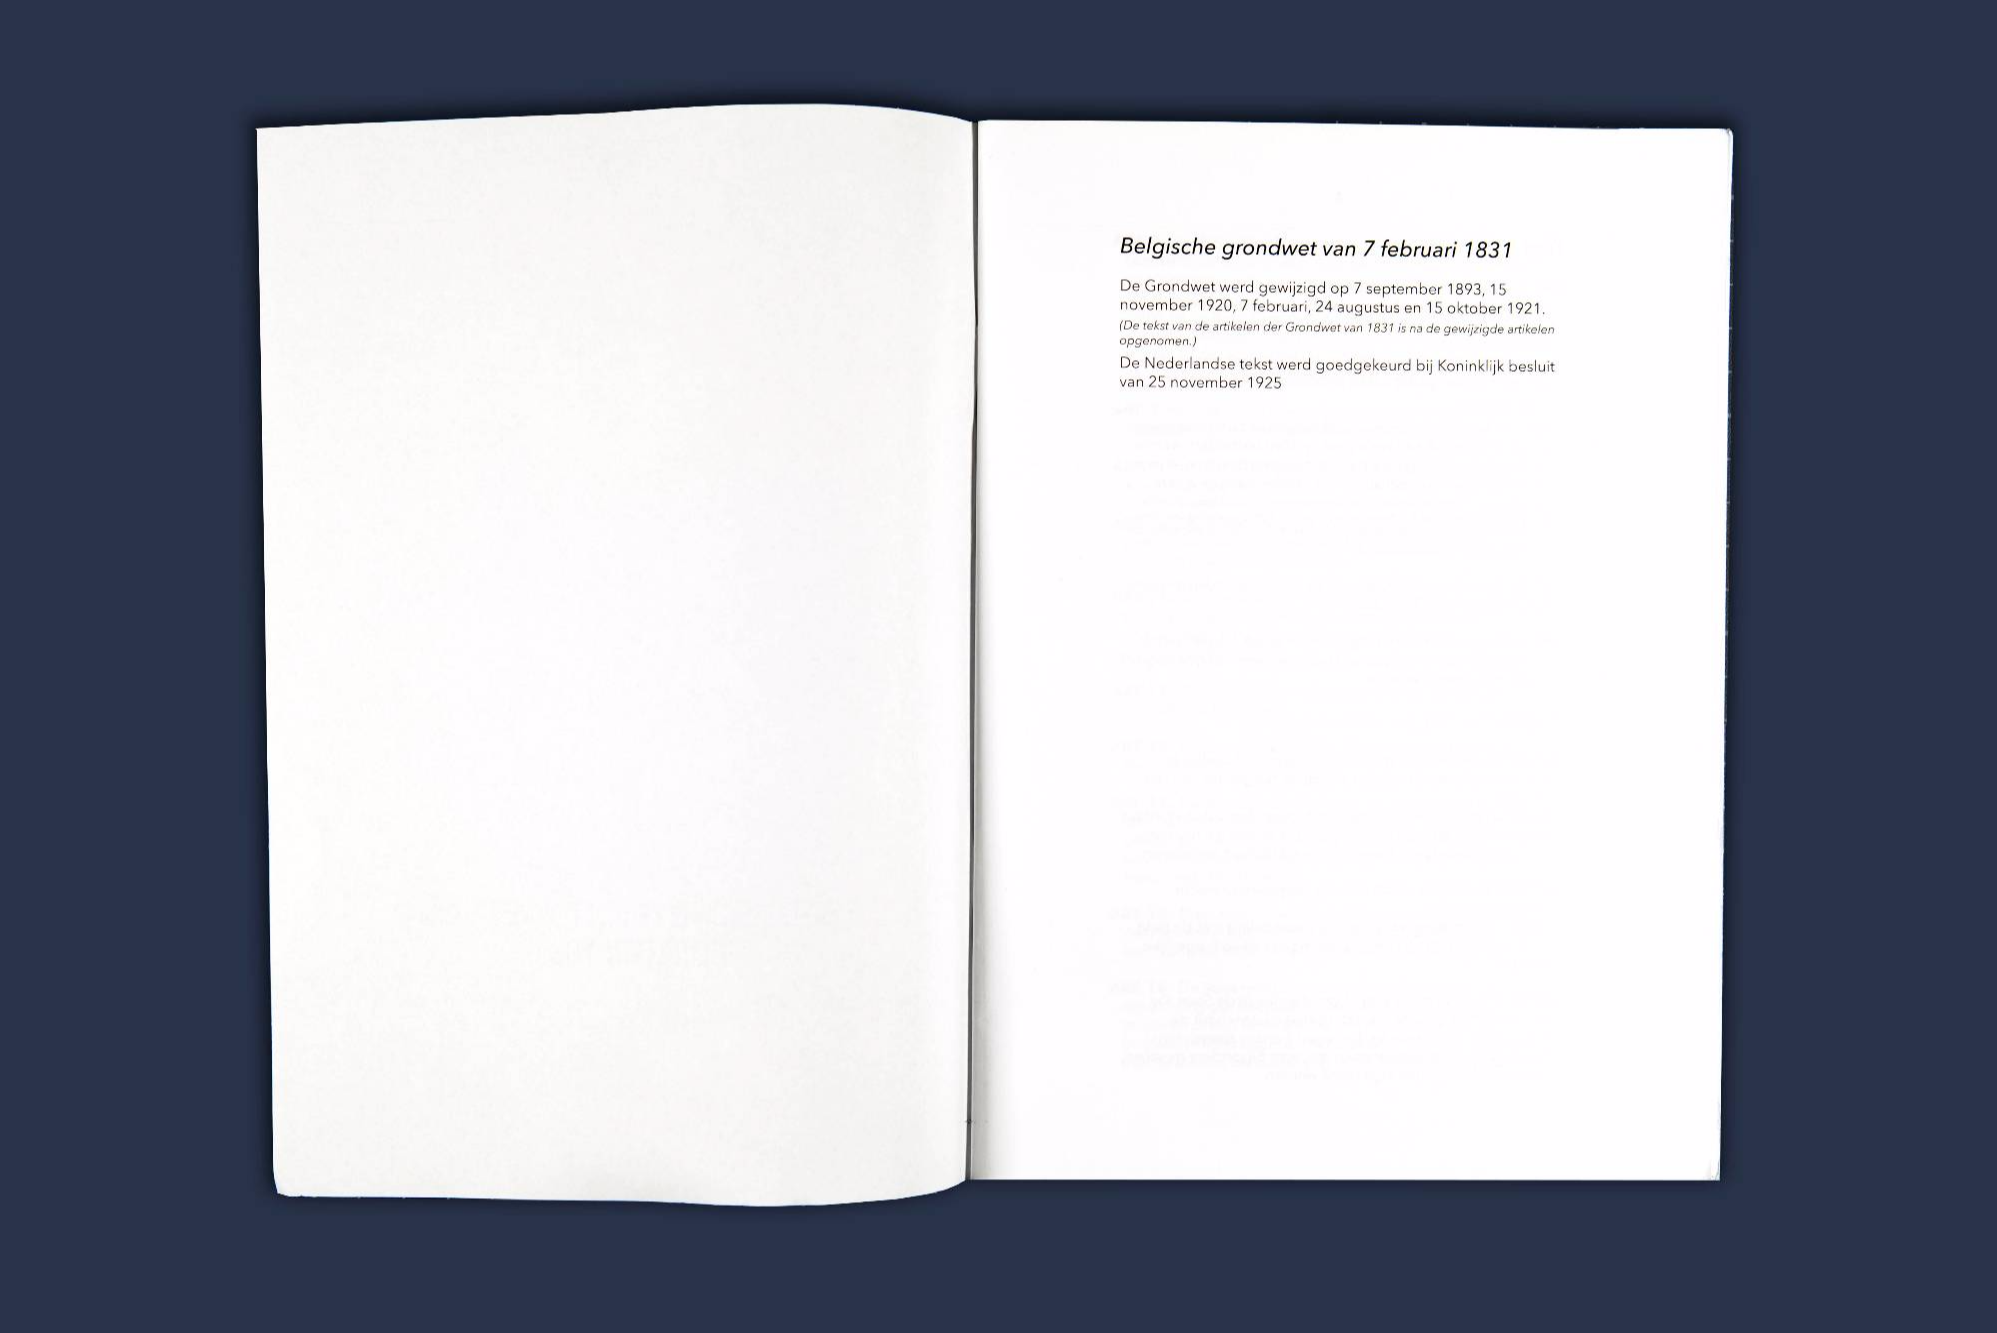 Belgische grondwet van 7 februari 1831
De Grondwet werd gewijzigd op 7 september 1893, 15
november 1920, 7 februari, 24 augustus en 15 oktober 1921.
(De tekst van de artikelen der Grondwet van 1831 is na de gewijzigde artikelen
opgenomen.)
De Nederlandse tekst werd goedgekeurd bij Koninklijk besluit
van 25 november 1925